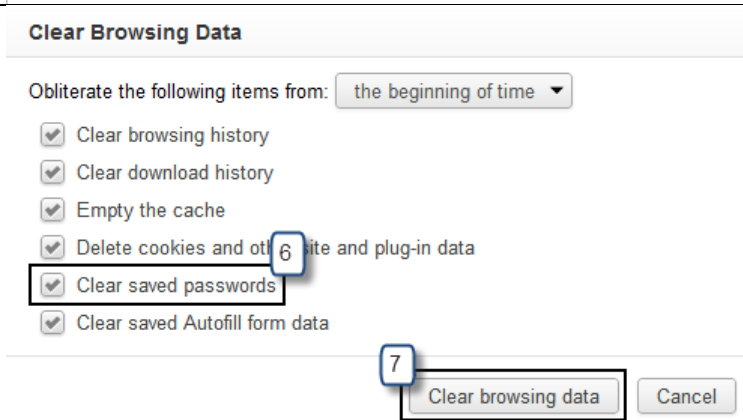 Clear Browsing Data
Obliterate the following items from: the beginning of time
Clear browsing history
Clear download history
Empty the cache
Delete cookies and ot 6 ite and plug-in data
Clear saved passwords
Clear saved Autofill form data
7
Clear browsing data Cancel